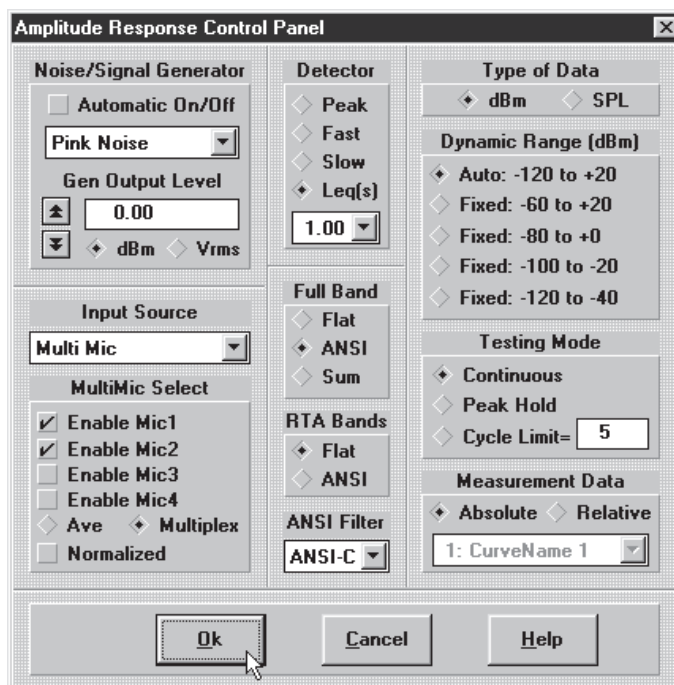 Amplitude Response Control Panel
Noise/Signal Generator
Automatic On/Off
Pink Noise
Gen Output Level
0.00
dBm Vrms
Input Source
Multi Mic
MultiMic Select
Enable Mic1
Enable Mic2
Enable Mic3
Enable Mic4
Ave Multiplex
Normalized
Detector
Peak
Fast
Slow
Leq(s)
1.00
Full Band
Flat
ANSI
Sum
RTA Bands
Flat
ANSI
ANSI Filter
ANSI-C
Type of Data
dBm SPL
Dynamic Range (dBm)
Auto: -120 to +20
Fixed: -60 to +20
Fixed: -80 to +0
Fixed: -100 to -20
Fixed: -120 to -40
Testing Mode
Continuous
Peak Hold
Cycle Limit= 5
Measurement Data
Absolute Relative
1: CurveName 1
Ok Cancel Help